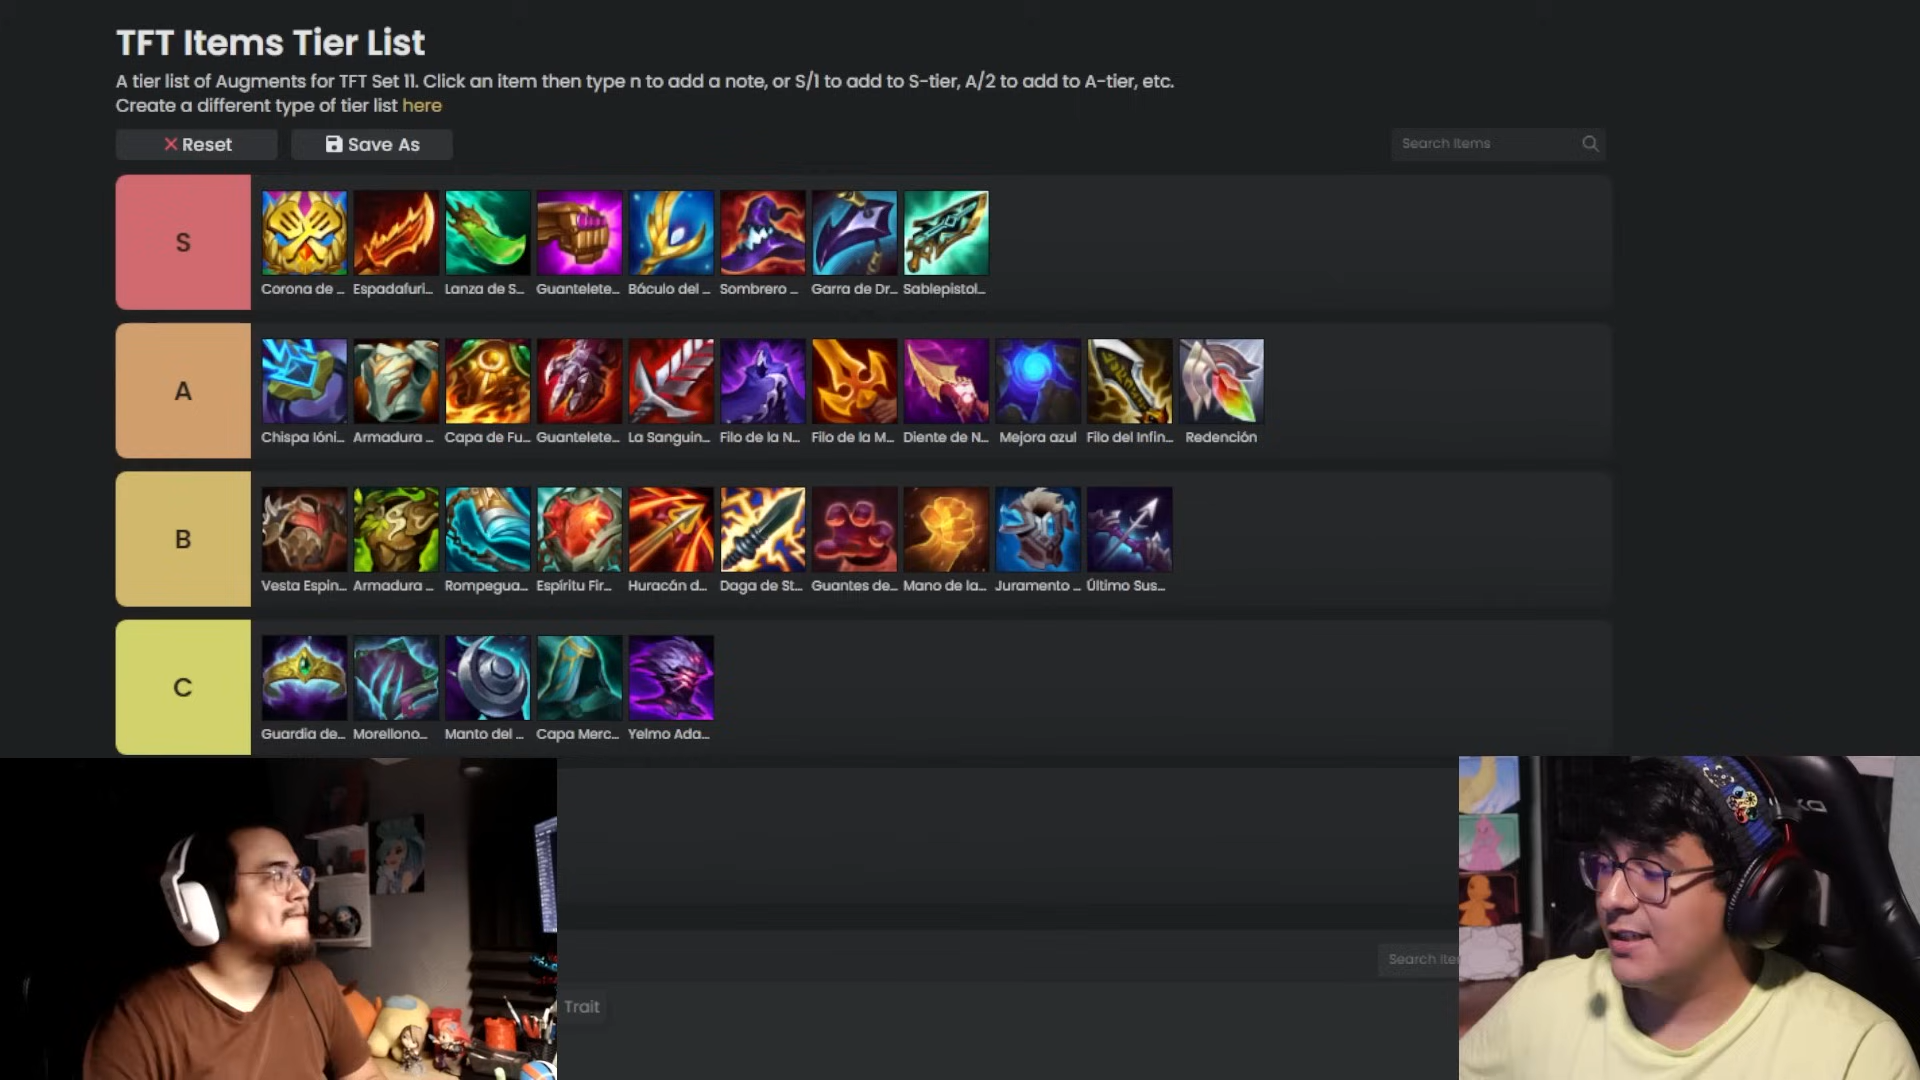 TFT Items Tier List
A tier list of Augments for TFT Set 11. Click an item then type n to add a note, or S/1 to add to S-tier, A/2 to add to A-tier, etc.
Create a different type of tier list here
Reset
Save As
Search Items
S
Corona de ...
Espadafuri...
Lanza de S...
Guantelete...
Báculo del ...
Sombrero ...
Garra de Dr...
Sablepistol...
A
Chispa Ióni...
Armadura ...
Capa de Fu...
Guantelete...
La Sanguin...
Filo de la N...
Filo de la M...
Diente de N...
Mejora azul
Filo del Infin...
Redención
B
Vesta Espin...
Armadura ...
Rompegua...
Espíritu Fir...
Huracán d...
Daga de St...
Guantes de...
Mano de la...
Juramento ...
Último Sus...
C
Guardia de...
Morellono...
Manto del ...
Capa Merc...
Yelmo Ada...
Search Ite
Trait